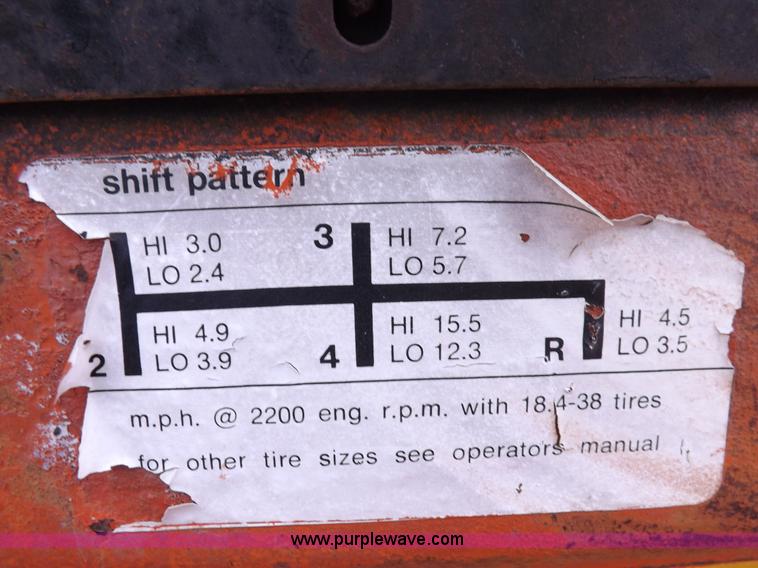 shift pattern
HI 3.0 3 HI 7.2
LO 2.4 LO 5.7
HI 4.9 HI 15.5 HI 4.5
2 LO 3.9 4 LO 12.3 R LO 3.5
m.p.h. @ 2200 eng. r.p.m. with 18.4-38 tires
for other tire sizes see operators manual
www.purplewave.com